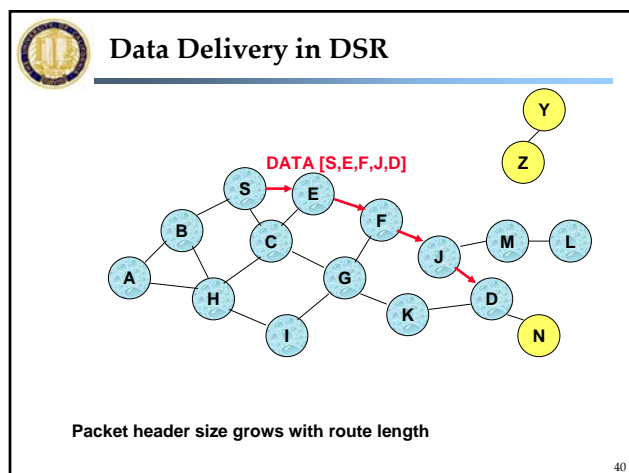 Data Delivery in DSR
Y
Z
DATA [S,E,F,J,D]
S
E
F
B
C
J
M
L
A
H
G
D
K
I
N
Packet header size grows with route length
40